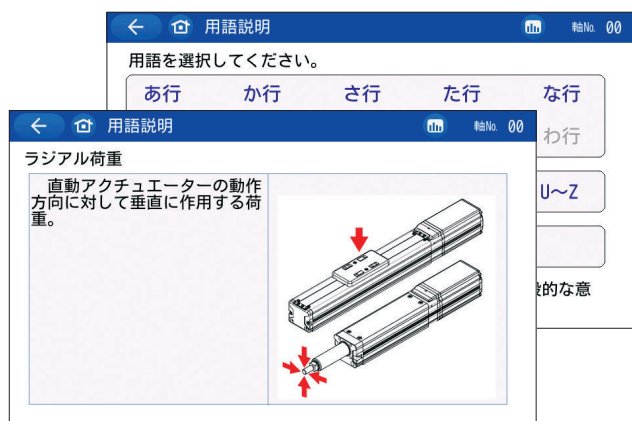 用語説明
軸No. 00
用語を選択してください。
あ行 か行 さ行 た行 な行
わ行
U～Z
的な意
用語説明
軸No. 00
ラジアル荷重
直動アクチュエーターの動作
方向に対して垂直に作用する荷
重。